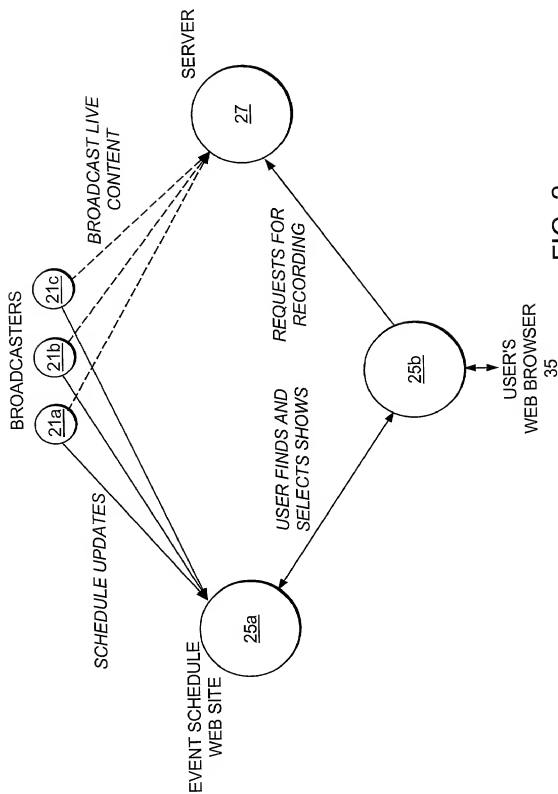 BROADCASTERS
21a
21b
21c
SCHEDULE UPDATES
BROADCAST LIVE
CONTENT
EVENT SCHEDULE
WEB SITE
SERVER
25a
27
USER FINDS AND
SELECTS SHOWS
REQUESTS FOR
RECORDING
25b
USER'S
WEB BROWSER
35
FIG.